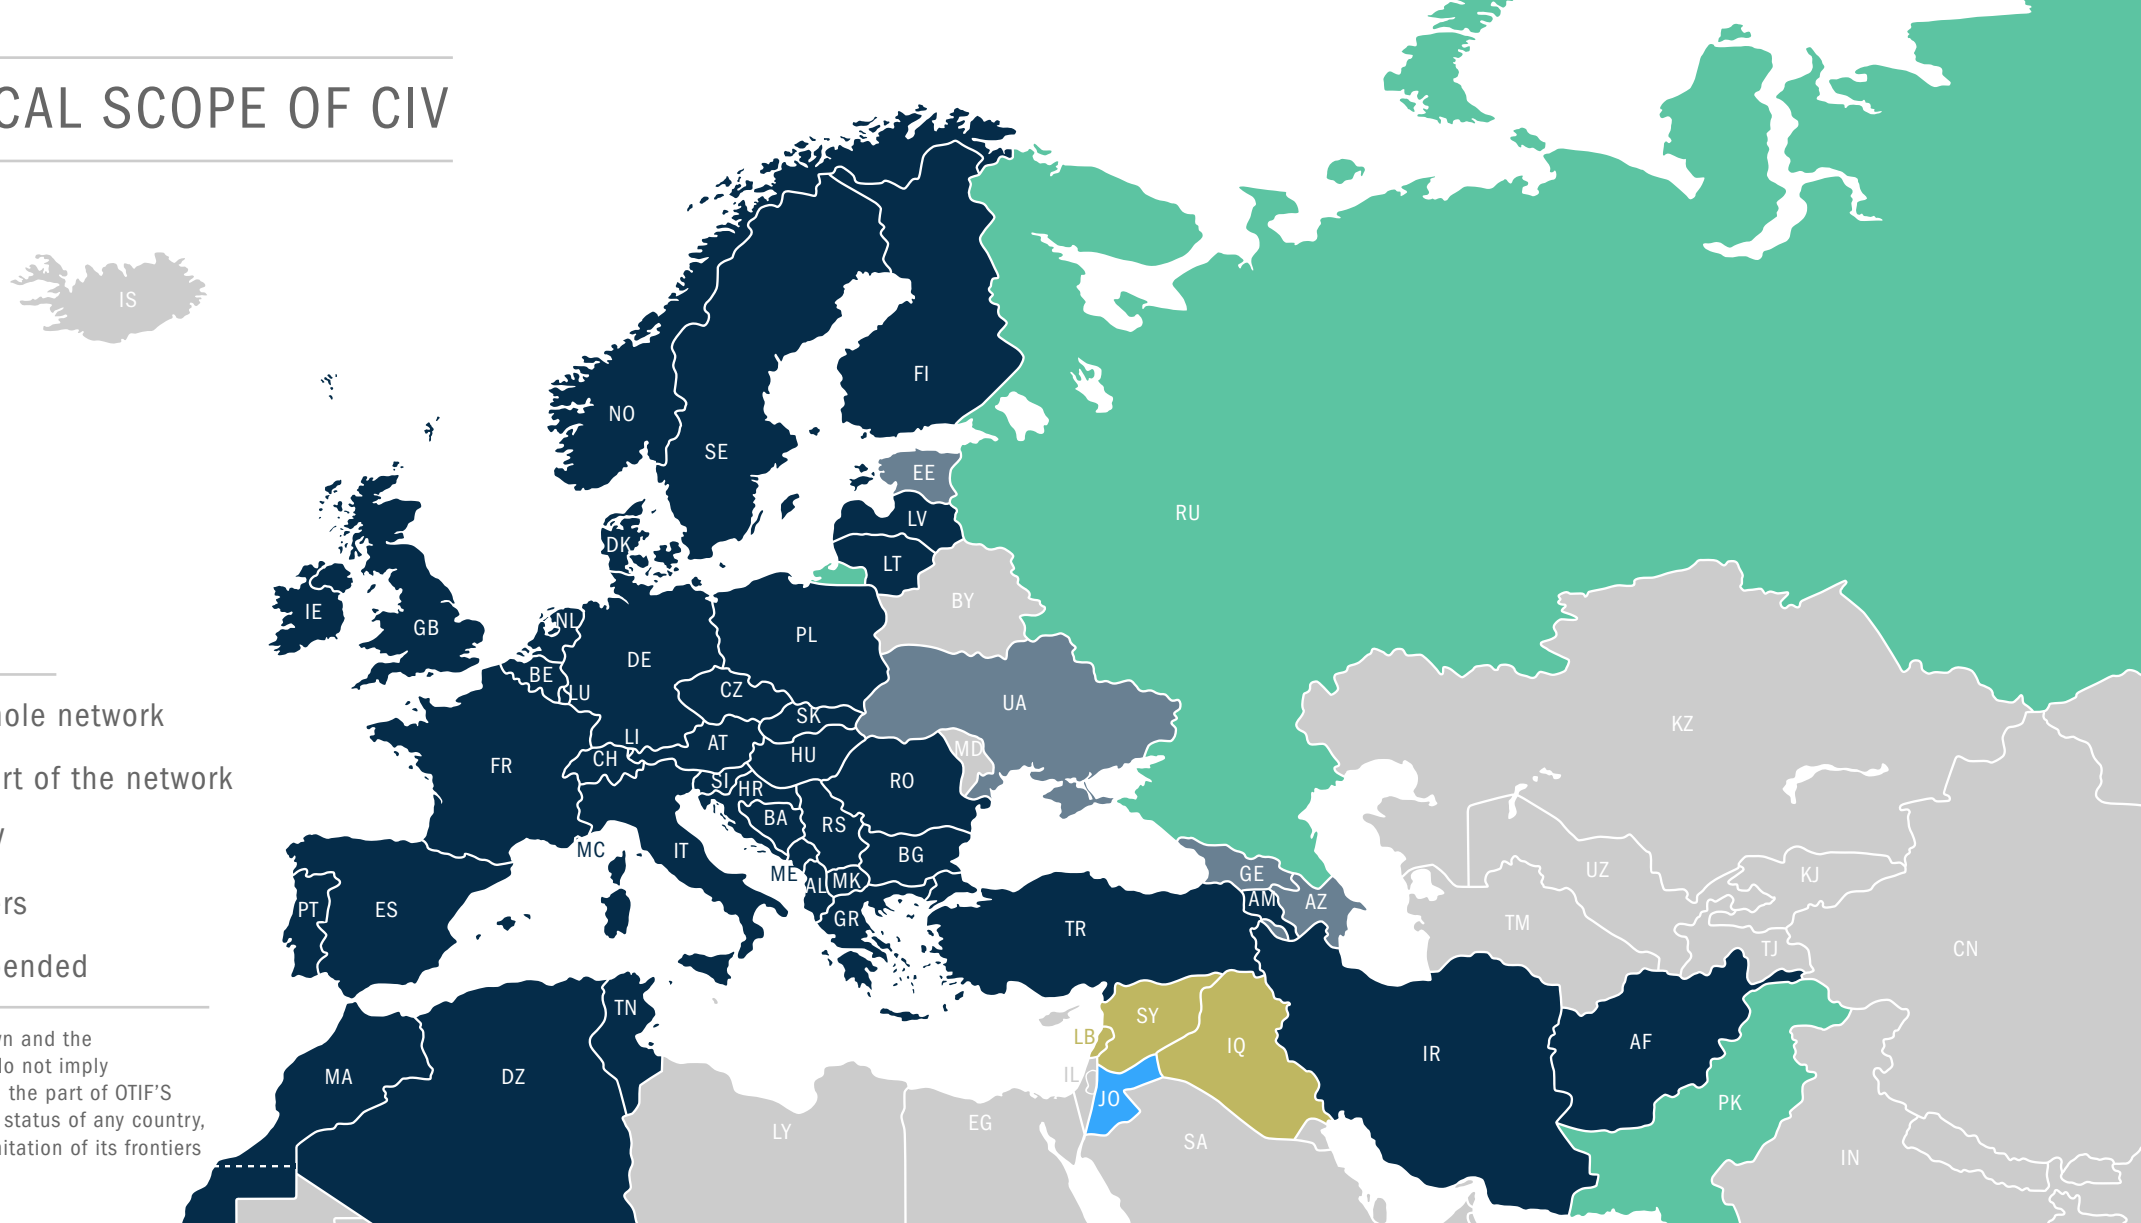 CAL SCOPE OF CIV
IS
FI
NO
SE
EE
RU
LV
DK
LT
BY
IE
NL
GB
PL
DE
BE
LU
CZ
UA
SK
KZ
LI
AT
MD
HU
CH
FR
RO
SI
HR
BA
RS
MC
IT
BG
UZ
GE
KJ
ME
AL
MK
AM
AZ
PT
ES
GR
TR
TM
TJ
CN
TN
SY
LB
IQ
AF
IR
MA
DZ
IL
JO
PK
EG
LY
SA
IN
ole network
rt of the network
rs
ended
n and the
o not imply
the part of OTIF'S
status of any country,
itation of its frontiers